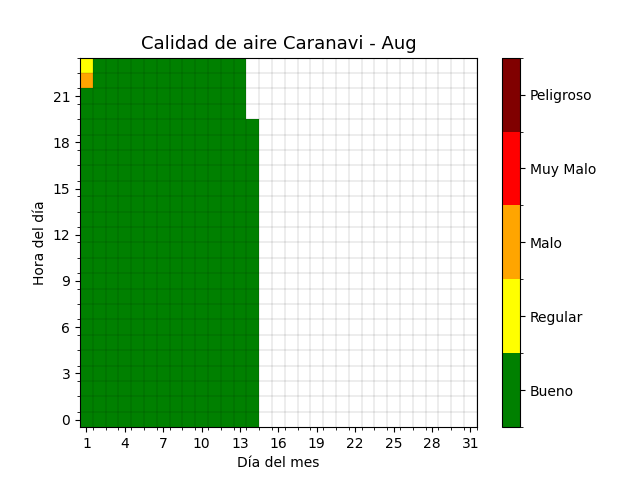 Calidad de aire Caranavi - Aug
Hora del día
21
18
15
12
9
6
3
0
1 4 7 10 13 16 19 22 25 28 31
Día del mes
Peligroso
Muy Malo
Malo
Regular
Bueno